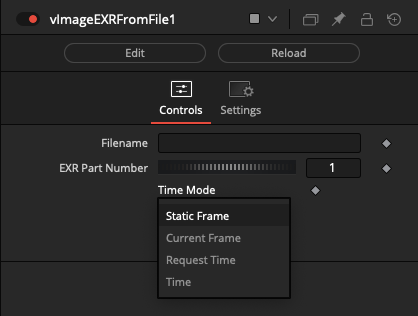 vImageEXRFromFile1
Edit Reload
Controls Settings
Filename
EXR Part Number 1
Time Mode
Static Frame
Current Frame
Request Time
Time